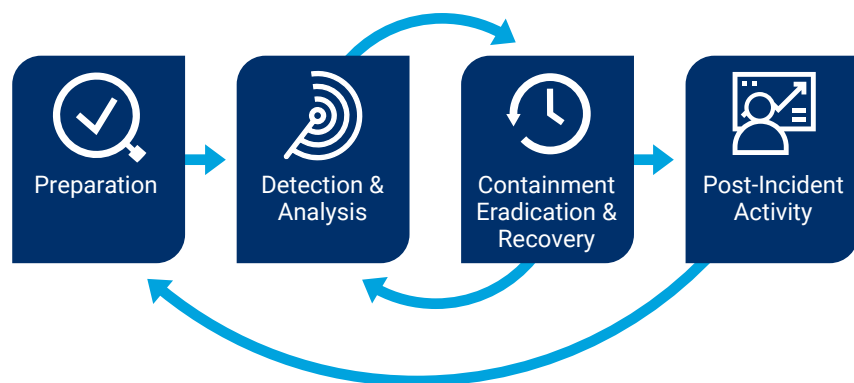 Preparation
Detection &
Analysis
Containment
Eradication &
Recovery
Post-Incident
Activity